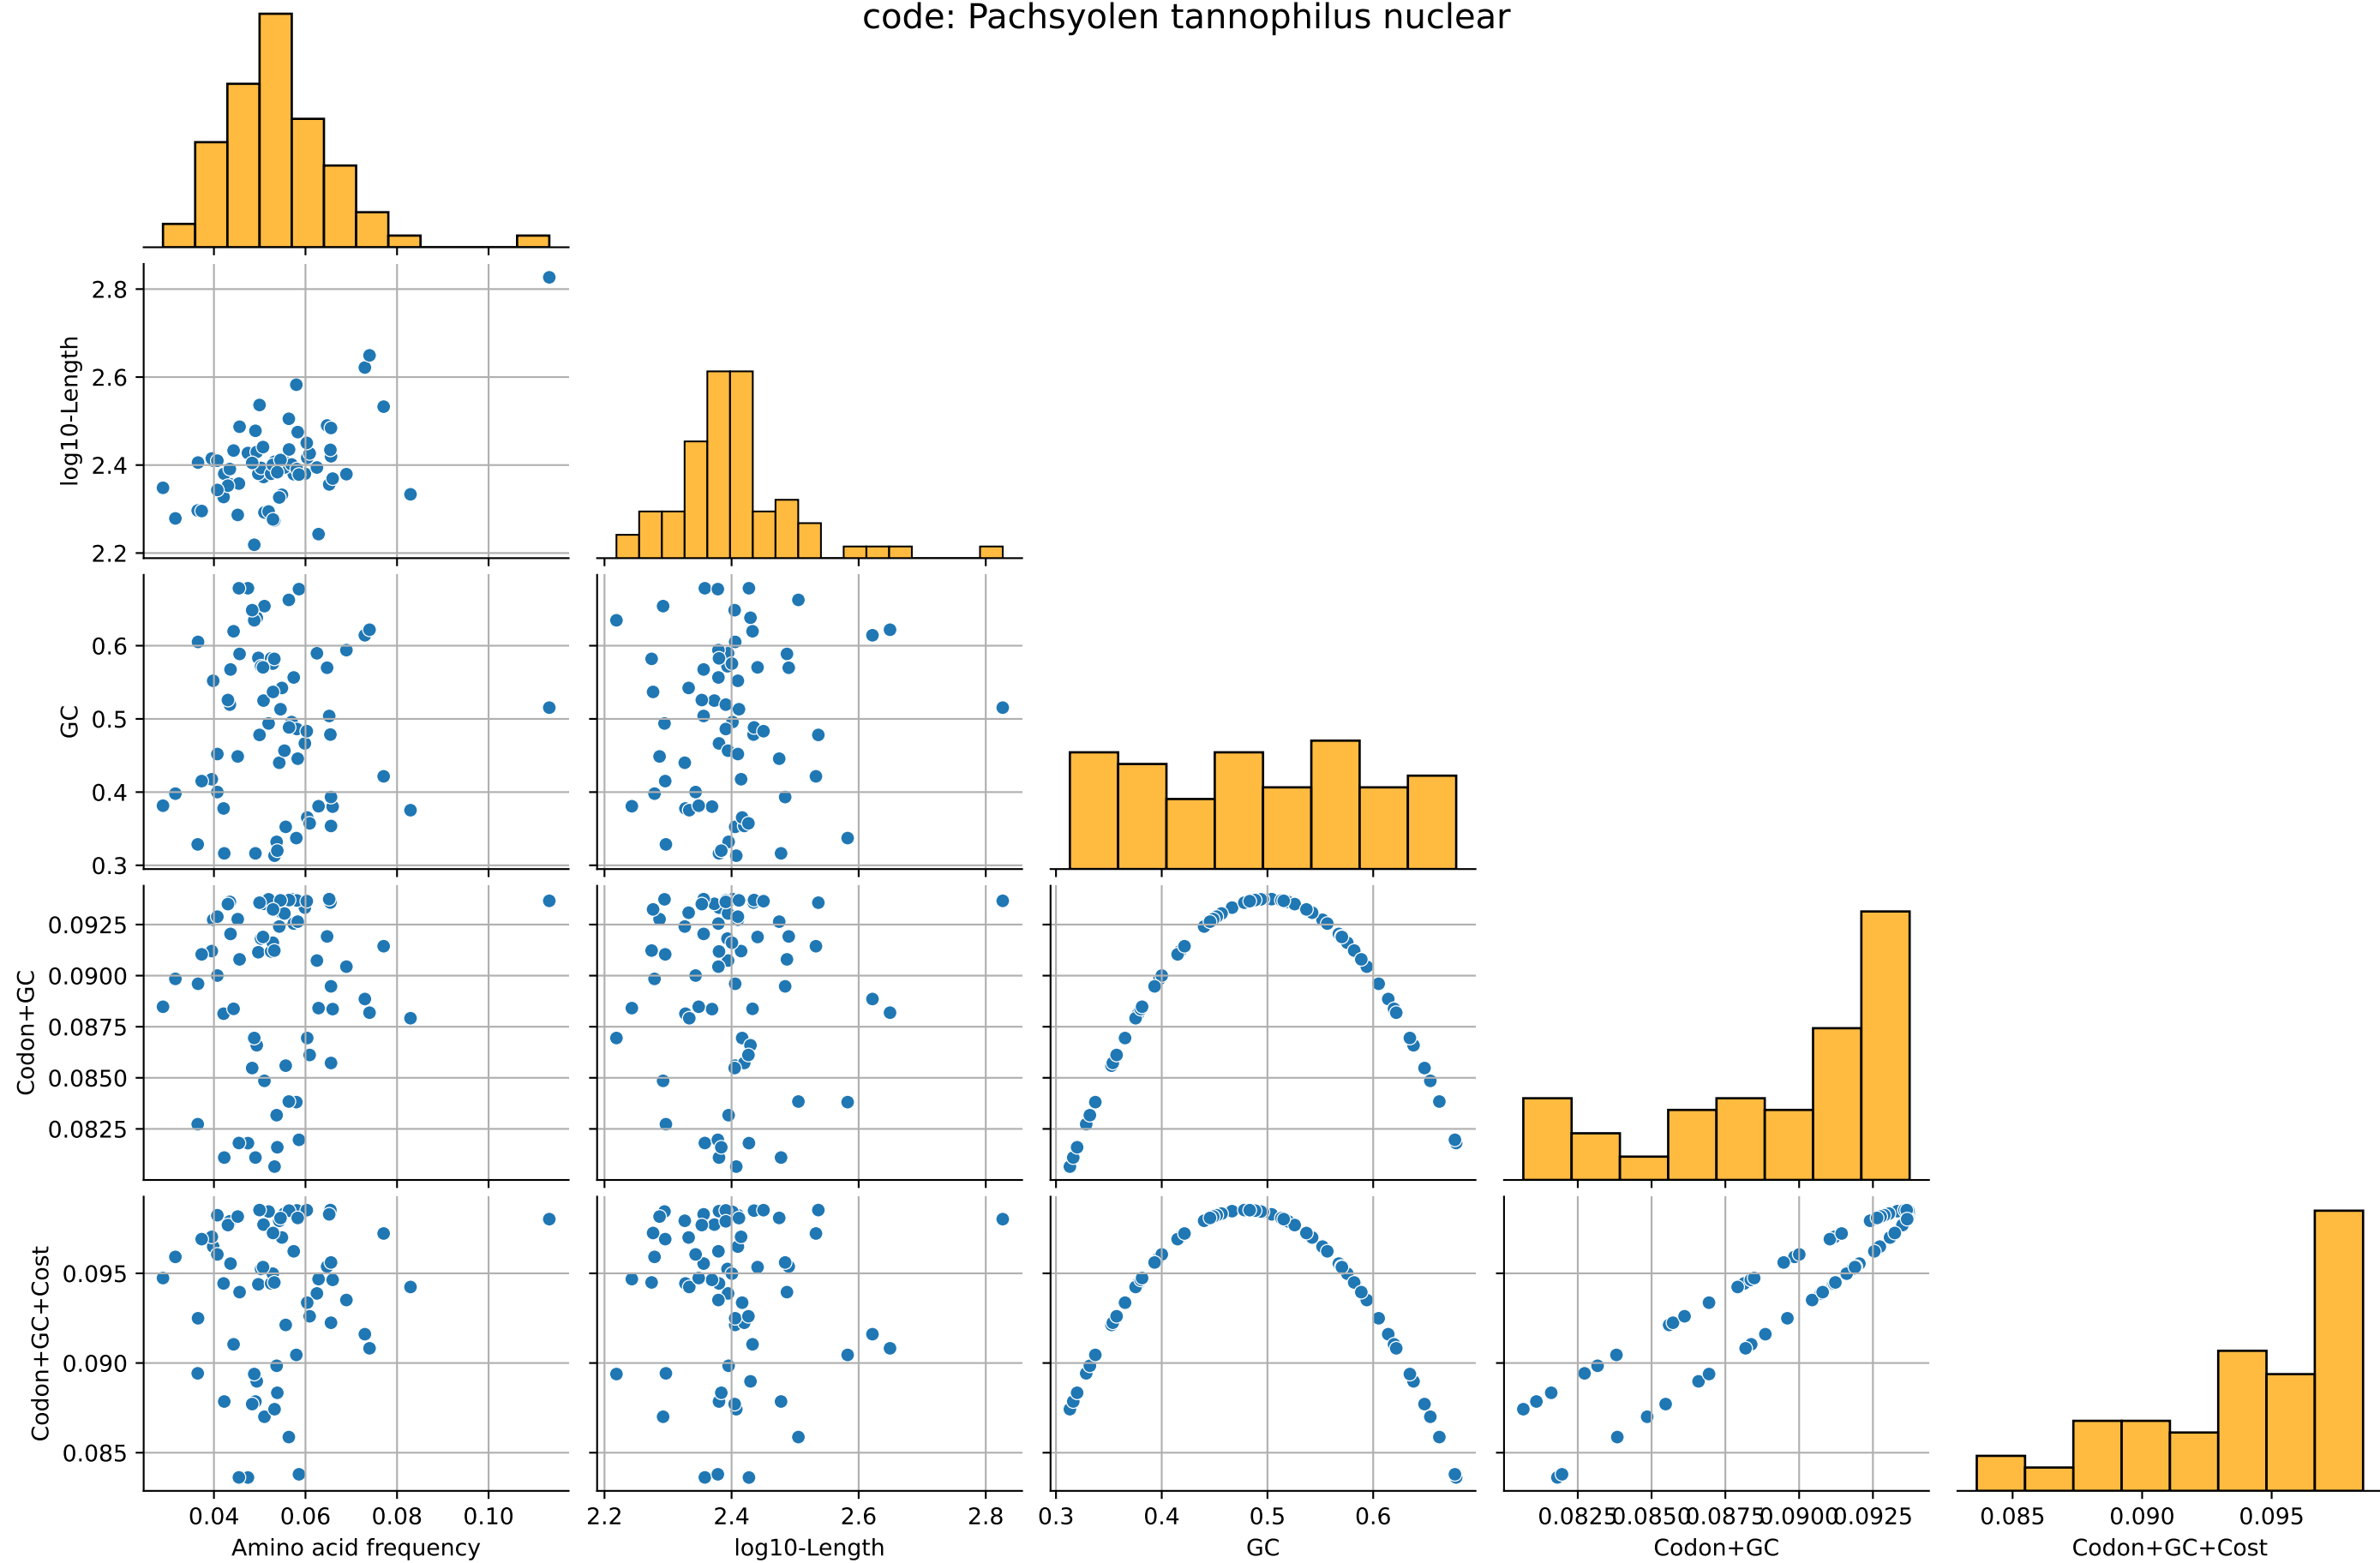 code: Pachsyolen tannophilus nuclear
2.8
2.6
2.4
2.2
log10-Length
0.6
0.5
0.4
0.3
GC
0.0925
0.0900
0.0875
0.0850
0.0825
Codon+GC
0.095
0.090
0.085
Codon+GC+Cost
0.04 0.06 0.08 0.10
2.2 2.4 2.6 2.8
0.3 0.4 0.5 0.6
0.0825 0.0850 0.0875 0.0900 0.0925
0.085 0.090 0.095
Amino acid frequency
log10-Length
GC
Codon+GC
Codon+GC+Cost